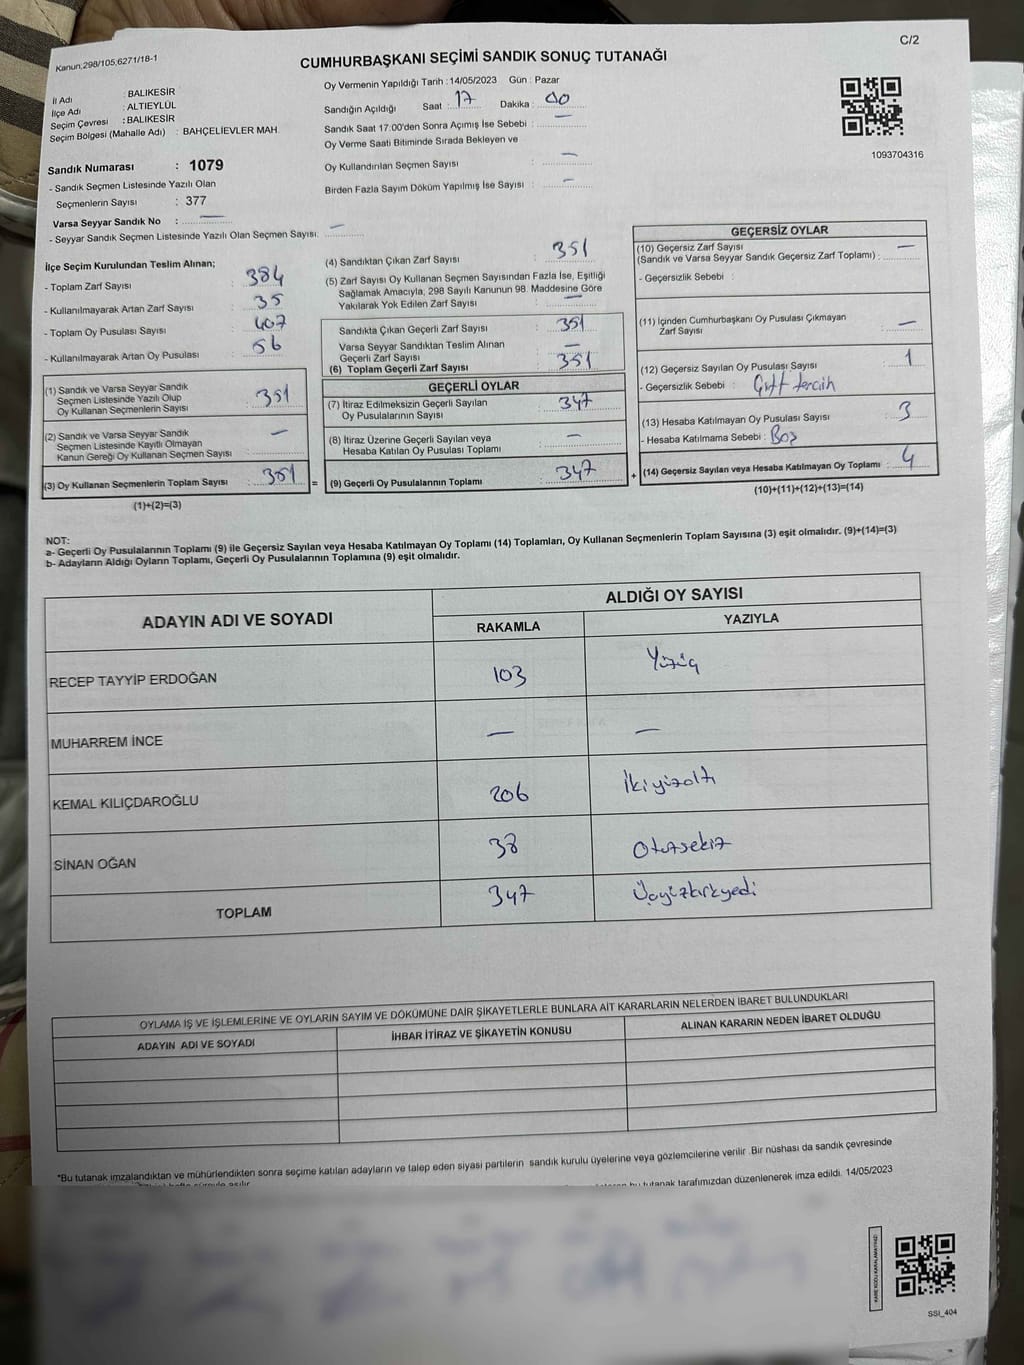 Kanun;298/105,6271/18-1
C/2
CUMHURBAŞKANI SEÇİMİ SANDIK SONUÇ TUTANAĞI
İl Adı : BALIKESİR
İlçe Adı : ALTIEYLÜL
Seçim Çevresi : BALIKESİR
Seçim Bölgesi (Mahalle Adı) : BAHÇELİEVLER MAH.
Sandık Numarası : 1079
- Sandık Seçmen Listesinde Yazılı Olan
Seçmenlerin Sayısı : 377
Varsa Seyyar Sandık No : —
- Seyyar Sandık Seçmen Listesinde Yazılı Olan Seçmen Sayısı: —
Oy Vermenin Yapıldığı Tarih : 14/05/2023 Gün : Pazar
Sandığın Açıldığı Saat : 17 Dakika : 00
Sandık Saat 17:00'den Sonra Açımış İse Sebebi : —
Oy Verme Saati Bitiminde Sırada Bekleyen ve
Oy Kullandırılan Seçmen Sayısı : —
Birden Fazla Sayım Döküm Yapılmış İse Sayısı : —
1093704316
İlçe Seçim Kurulundan Teslim Alınan;
- Toplam Zarf Sayısı : 384
- Kullanılmayarak Artan Zarf Sayısı : 35
- Toplam Oy Pusulası Sayısı : 407
- Kullanılmayarak Artan Oy Pusulası : 56
(1) Sandık ve Varsa Seyyar Sandık
Seçmen Listesinde Yazılı Olup
Oy Kullanan Seçmenlerin Sayısı : 351
(2) Sandık ve Varsa Seyyar Sandık
Seçmen Listesinde Kayıtlı Olmayan
Kanun Gereği Oy Kullanan Seçmen Sayısı : —
(3) Oy Kullanan Seçmenlerin Toplam Sayısı : 351 =
(1)+(2)=(3)
(4) Sandıktan Çıkan Zarf Sayısı : 351
(5) Zarf Sayısı Oy Kullanan Seçmen Sayısından Fazla İse, Eşitliği
Sağlamak Amacıyla, 298 Sayılı Kanunun 98. Maddesine Göre
Yakılarak Yok Edilen Zarf Sayısı : —
Sandıkta Çıkan Geçerli Zarf Sayısı : 351
Varsa Seyyar Sandıktan Teslim Alınan
Geçerli Zarf Sayısı : —
(6) Toplam Geçerli Zarf Sayısı : 351
GEÇERLİ OYLAR
(7) İtiraz Edilmeksizin Geçerli Sayılan
Oy Pusulalarının Sayısı : 347
(8) İtiraz Üzerine Geçerli Sayılan veya
Hesaba Katılan Oy Pusulası Toplamı : —
(9) Geçerli Oy Pusulalarının Toplamı : 347 +
GEÇERSİZ OYLAR
(10) Geçersiz Zarf Sayısı
(Sandık ve Varsa Seyyar Sandık Geçersiz Zarf Toplamı) : —
- Geçersizlik Sebebi :
(11) İçinden Cumhurbaşkanı Oy Pusulası Çıkmayan
Zarf Sayısı : —
(12) Geçersiz Sayılan Oy Pusulası Sayısı : 1
- Geçersizlik Sebebi : Çift tercih
(13) Hesaba Katılmayan Oy Pusulası Sayısı : 3
- Hesaba Katılmama Sebebi : Boş
(14) Geçersiz Sayılan veya Hesaba Katılmayan Oy Toplamı : 4
(10)+(11)+(12)+(13)=(14)
NOT:
a- Geçerli Oy Pusulalarının Toplamı (9) ile Geçersiz Sayılan veya Hesaba Katılmayan Oy Toplamı (14) Toplamları, Oy Kullanan Seçmenlerin Toplam Sayısına (3) eşit olmalıdır. (9)+(14)=(3)
b- Adayların Aldığı Oyların Toplamı, Geçerli Oy Pusulalarının Toplamına (9) eşit olmalıdır.
ADAYIN ADI VE SOYADI
ALDIĞI OY SAYISI
RAKAMLA YAZIYLA
RECEP TAYYİP ERDOĞAN 103 Yüzüç
MUHARREM İNCE — —
KEMAL KILIÇDAROĞLU 206 İkiyüzaltı
SİNAN OĞAN 38 Otuzsekiz
TOPLAM 347 Üçyüzkırkyedi
OYLAMA İŞ VE İŞLEMLERİNE VE OYLARIN SAYIM VE DÖKÜMÜNE DAİR ŞİKAYETLERLE BUNLARA AİT KARARLARIN NELERDEN İBARET BULUNDUKLARI
ADAYIN ADI VE SOYADI İHBAR İTİRAZ VE ŞİKAYETİN KONUSU ALINAN KARARIN NEDEN İBARET OLDUĞU
*Bu tutanak imzalandıktan ve mühürlendikten sonra seçime katılan adayların ve talep eden siyasi partilerin sandık kurulu üyelerine veya gözlemcilerine verilir .Bir nüshası da sandık çevresinde
bu tutanak tarafımızdan düzenlenerek imza edildi. 14/05/2023
SSI_404